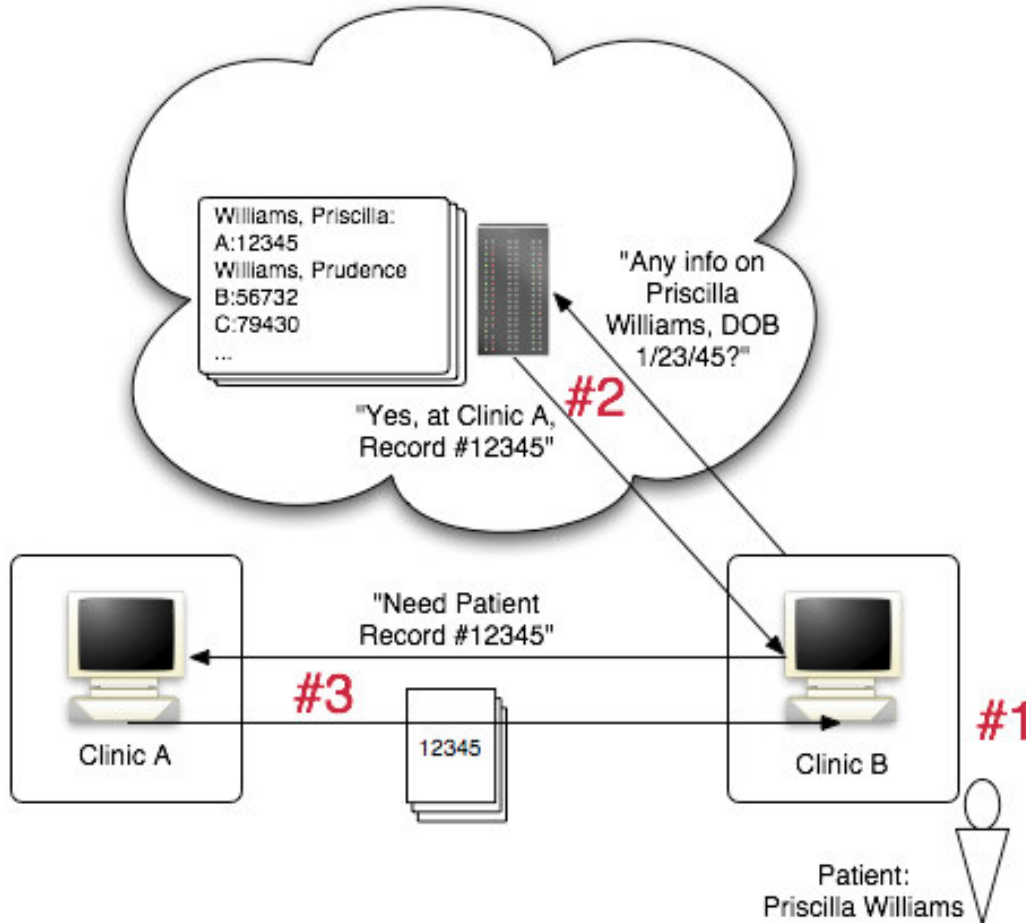 Williams, Priscilla:
A:12345
Williams, Prudence
B:56732
C:79430
...
"Any info on
Priscilla
Williams, DOB
1/23/45?"
#2
"Yes, at Clinic A,
Record #12345"
"Need Patient
Record #12345"
#3
12345
Clinic A
Clinic B
#1
Patient:
Priscilla Williams